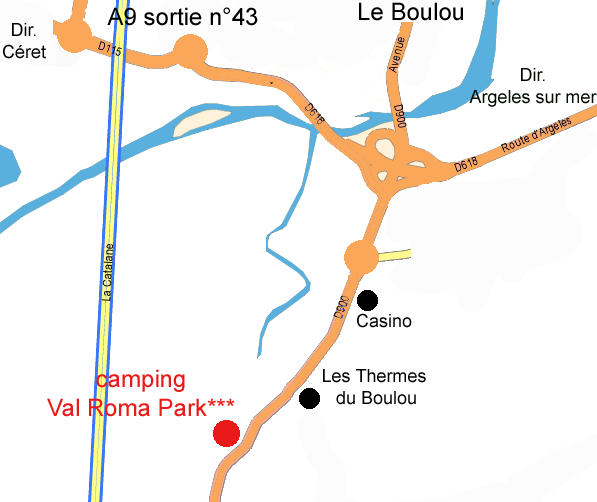 A9 sortie n°43
Le Boulou
Dir.
Céret
D115
Avenue
Dir.
Argeles sur mer
D618
D900
Route d'Argeles
D618
La Catalane
D900
Casino
camping
Val Roma Park***
Les Thermes
du Boulou